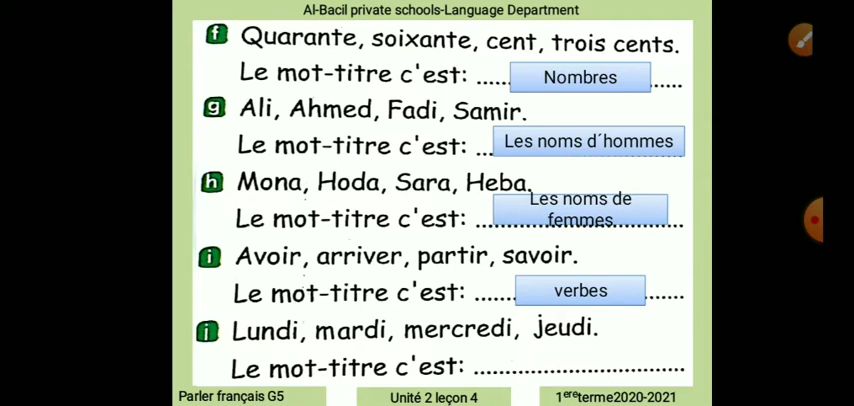 Al-Bacil private schools-Language Department
f Quarante, soixante, cent, trois cents.
Le mot-titre c'est: ..... Nombres ......
g Ali, Ahmed, Fadi, Samir.
Le mot-titre c'est: ... Les noms d´hommes
h Mona, Hoda, Sara, Heba.
Le mot-titre c'est: ... Les noms de femmes ...
i Avoir, arriver, partir, savoir.
Le mot-titre c'est: ...... verbes .......
j Lundi, mardi, mercredi, jeudi.
Le mot-titre c'est: ......................................
Parler français G5 Unité 2 leçon 4 1ereterme2020-2021